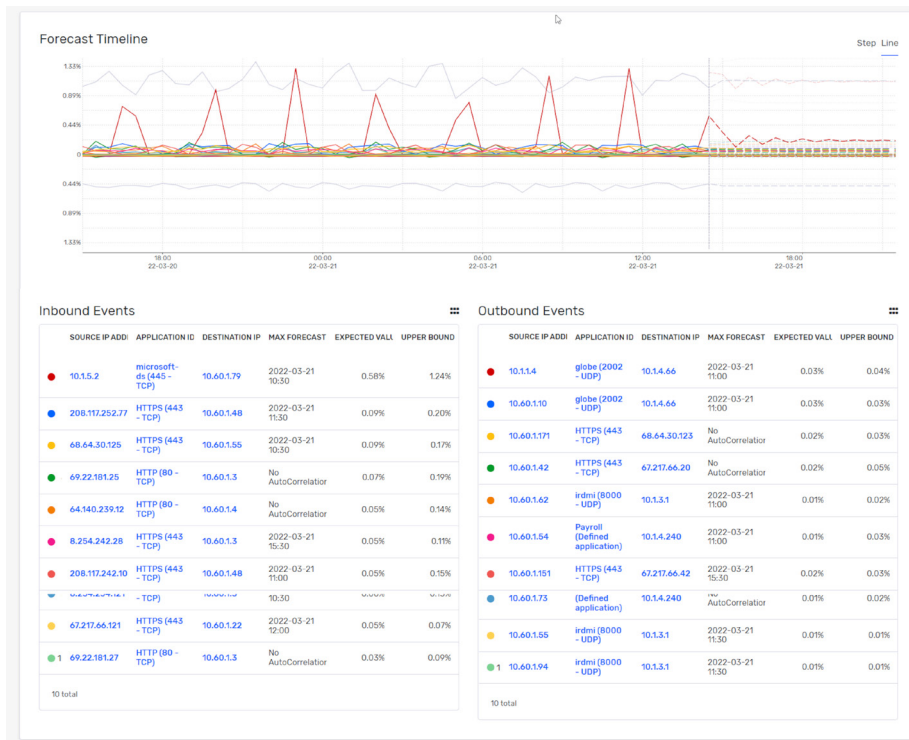 Forecast Timeline
Step Line
1.33%
0.89%
0.44%
0
0.44%
0.89%
1.33%
18:00 00:00 06:00 12:00 18:00
22-03-20 22-03-21 22-03-21 22-03-21 22-03-21
Inbound Events
SOURCE IP ADDI APPLICATION ID DESTINATION IP MAX FORECAST EXPECTED VALU UPPER BOUND
10.1.5.2 microsoft-ds (445 - TCP) 10.60.1.79 2022-03-21 10:30 0.58% 1.24%
208.117.252.77 HTTPS (443 - TCP) 10.60.1.48 2022-03-21 11:30 0.09% 0.20%
68.64.30.125 HTTPS (443 - TCP) 10.60.1.55 2022-03-21 10:30 0.09% 0.17%
69.22.181.25 HTTP (80 - TCP) 10.60.1.3 No AutoCorrelatior 0.07% 0.19%
64.140.239.12 HTTP (80 - TCP) 10.60.1.4 No AutoCorrelatior 0.05% 0.14%
8.254.242.28 HTTPS (443 - TCP) 10.60.1.3 2022-03-21 15:30 0.05% 0.11%
208.117.242.10 HTTPS (443 - TCP) 10.60.1.48 2022-03-21 11:00 0.05% 0.15%
- TCP) 10:30
67.217.66.121 HTTPS (443 - TCP) 10.60.1.22 2022-03-21 12:00 0.05% 0.07%
1 69.22.181.27 HTTP (80 - TCP) 10.60.1.3 No AutoCorrelatior 0.03% 0.09%
10 total
Outbound Events
SOURCE IP ADDI APPLICATION ID DESTINATION IP MAX FORECAST EXPECTED VALU UPPER BOUND
10.1.1.4 globe (2002 - UDP) 10.1.4.66 2022-03-21 11:00 0.03% 0.04%
10.60.1.10 globe (2002 - UDP) 10.1.4.66 2022-03-21 11:00 0.03% 0.03%
10.60.1.171 HTTPS (443 - TCP) 68.64.30.123 No AutoCorrelatior 0.02% 0.03%
10.60.1.42 HTTPS (443 - TCP) 67.217.66.20 No AutoCorrelatior 0.02% 0.05%
10.60.1.62 irdmi (8000 - UDP) 10.1.3.1 2022-03-21 11:00 0.01% 0.02%
10.60.1.54 Payroll (Defined application) 10.1.4.240 2022-03-21 11:00 0.01% 0.03%
10.60.1.151 HTTPS (443 - TCP) 67.217.66.42 2022-03-21 15:30 0.02% 0.03%
10.60.1.73 (Defined application) 10.1.4.240 No AutoCorrelatior 0.01% 0.02%
10.60.1.55 irdmi (8000 - UDP) 10.1.3.1 2022-03-21 11:30 0.01% 0.01%
1 10.60.1.94 irdmi (8000 - UDP) 10.1.3.1 2022-03-21 11:30 0.01% 0.01%
10 total